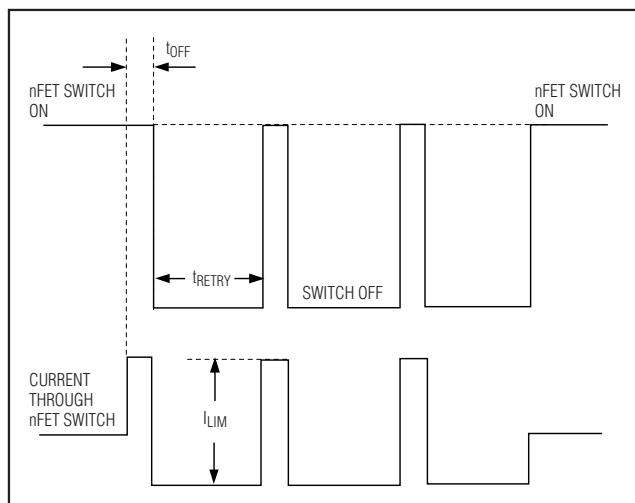 tOFF
nFET SWITCH
ON
nFET SWITCH
ON
tRETRY
SWITCH OFF
CURRENT
THROUGH
nFET SWITCH
ILIM